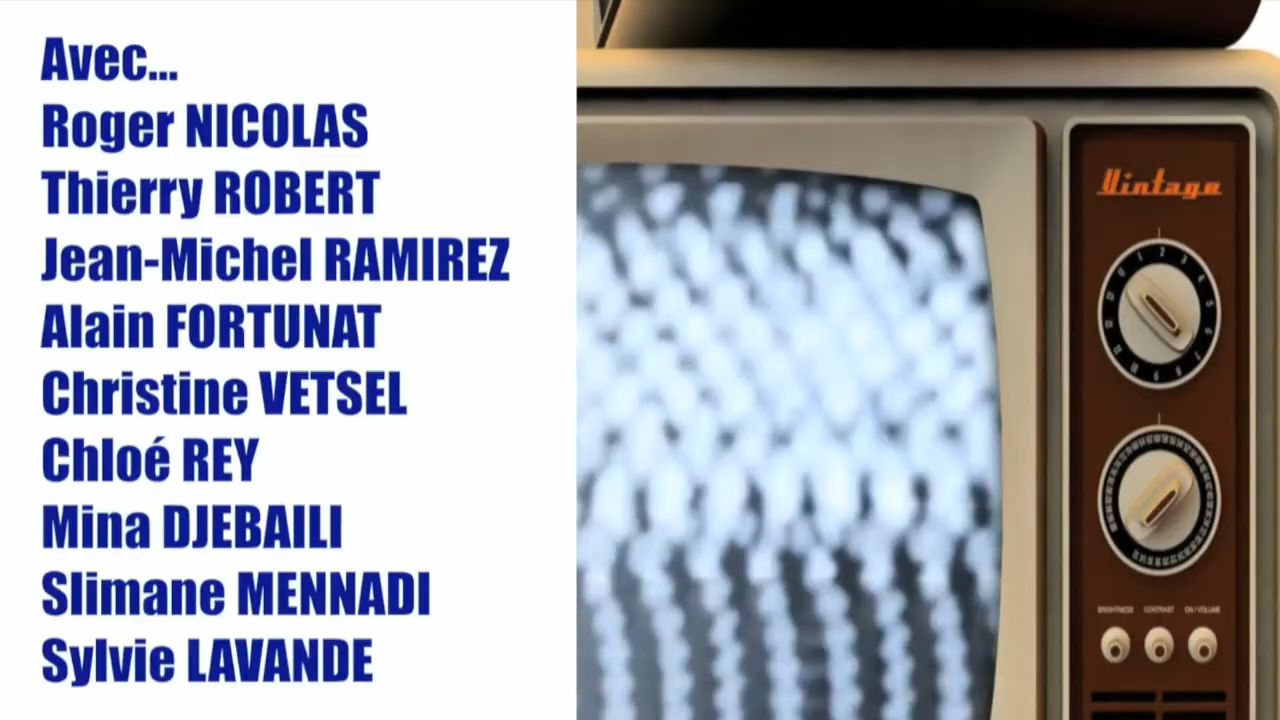 Avec...
Roger NICOLAS
Thierry ROBERT
Jean-Michel RAMIREZ
Alain FORTUNAT
Christine VETSEL
Chloé REY
Mina DJEBAILI
Slimane MENNADI
Sylvie LAVANDE
Vintage
BRIGHTNESS CONTRAST ON / VOLUME